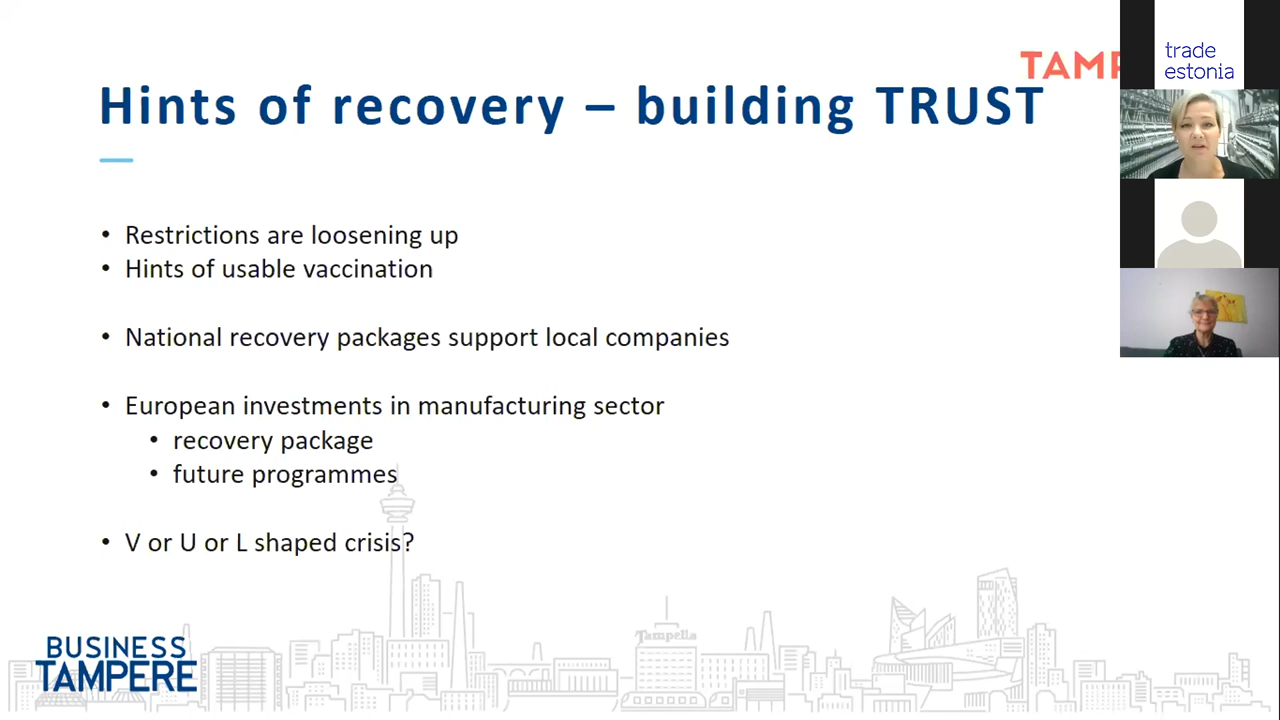 TAMP
trade
estonia
Hints of recovery – building TRUST
• Restrictions are loosening up
• Hints of usable vaccination
• National recovery packages support local companies
• European investments in manufacturing sector
• recovery package
• future programmes
• V or U or L shaped crisis?
Tampella
BUSINESS
TAMPERE